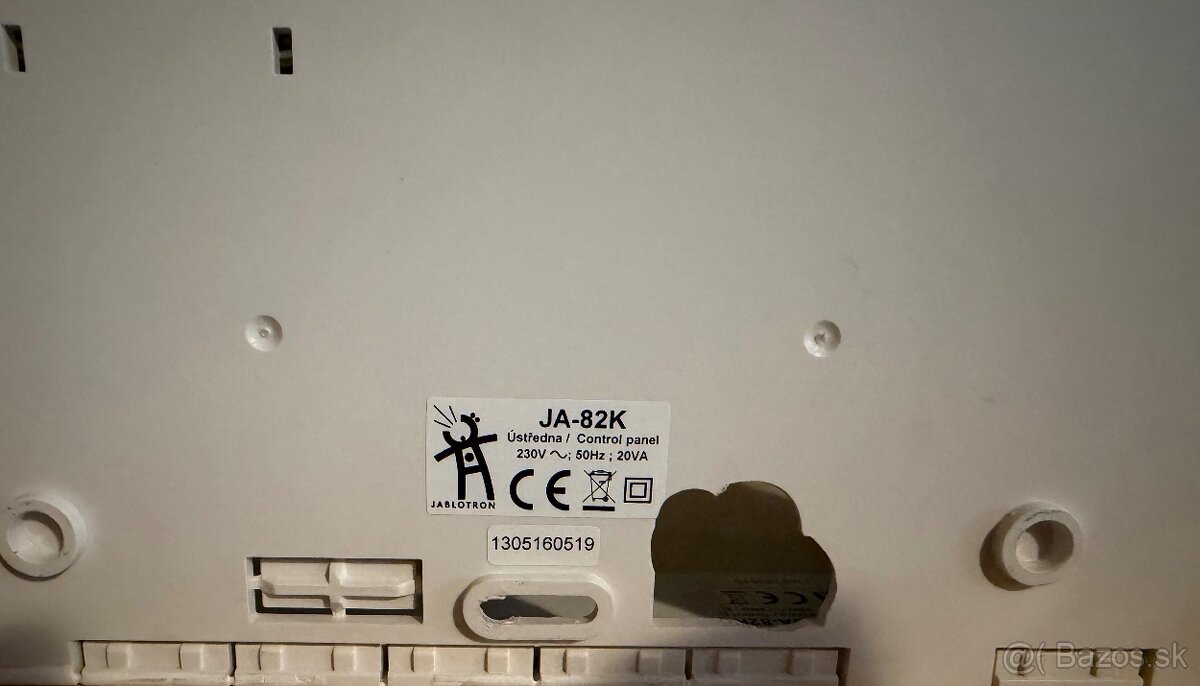 JA-82K
Ústředna / Control panel
230V ~; 50Hz ; 20VA
CE
JABLOTRON
1305160519
@( Bazos.sk